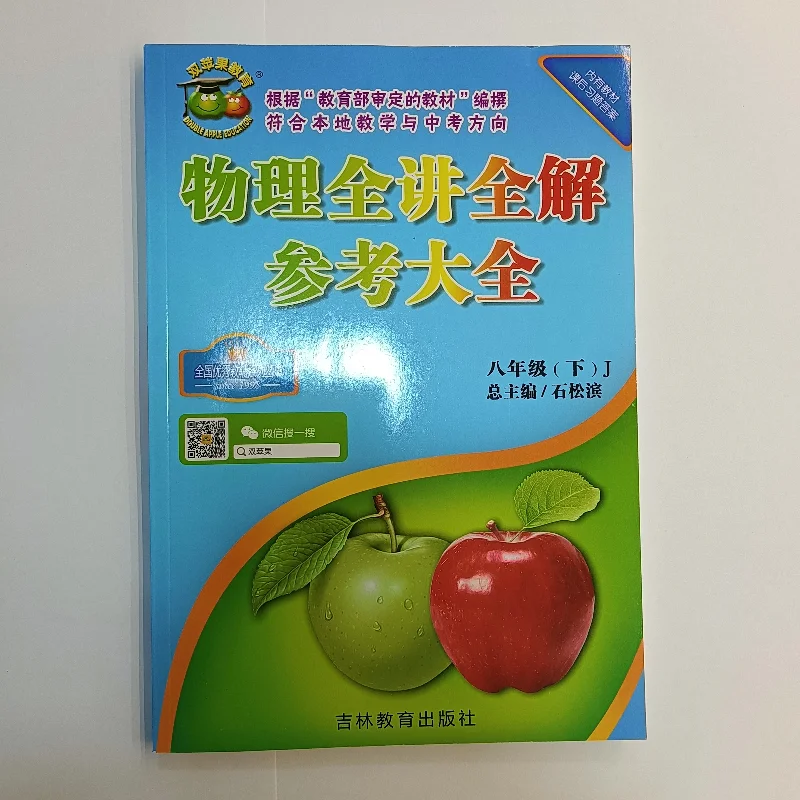 双苹果教育®
DOUBLE APPLE EDUCATION
根据“教育部审定的教材”编撰
符合本地教学与中考方向
内有教材
课后习题答案
物理全讲全解
参考大全
八年级(下)J
总主编/石松滨
微信搜一搜
双苹果
吉林教育出版社